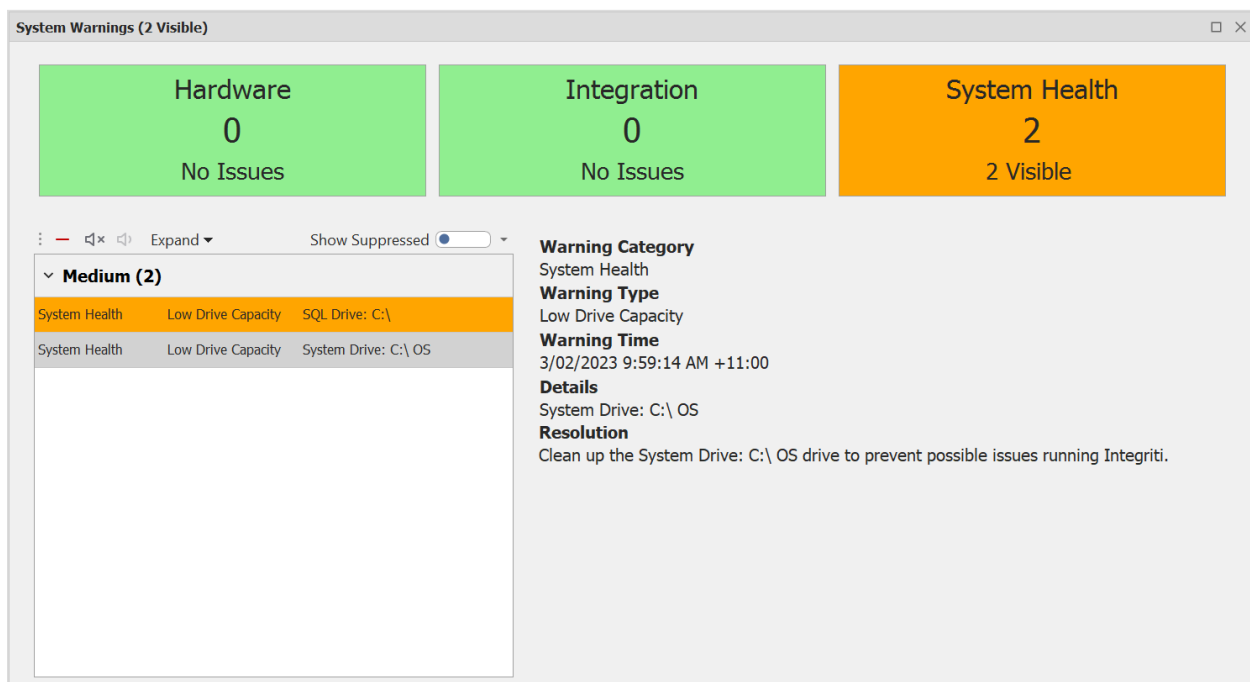 System Warnings (2 Visible)
Hardware
0
No Issues
Integration
0
No Issues
System Health
2
2 Visible
Expand
Show Suppressed
Medium (2)
System Health Low Drive Capacity SQL Drive: C:\
System Health Low Drive Capacity System Drive: C:\ OS
Warning Category
System Health
Warning Type
Low Drive Capacity
Warning Time
3/02/2023 9:59:14 AM +11:00
Details
System Drive: C:\ OS
Resolution
Clean up the System Drive: C:\ OS drive to prevent possible issues running Integriti.